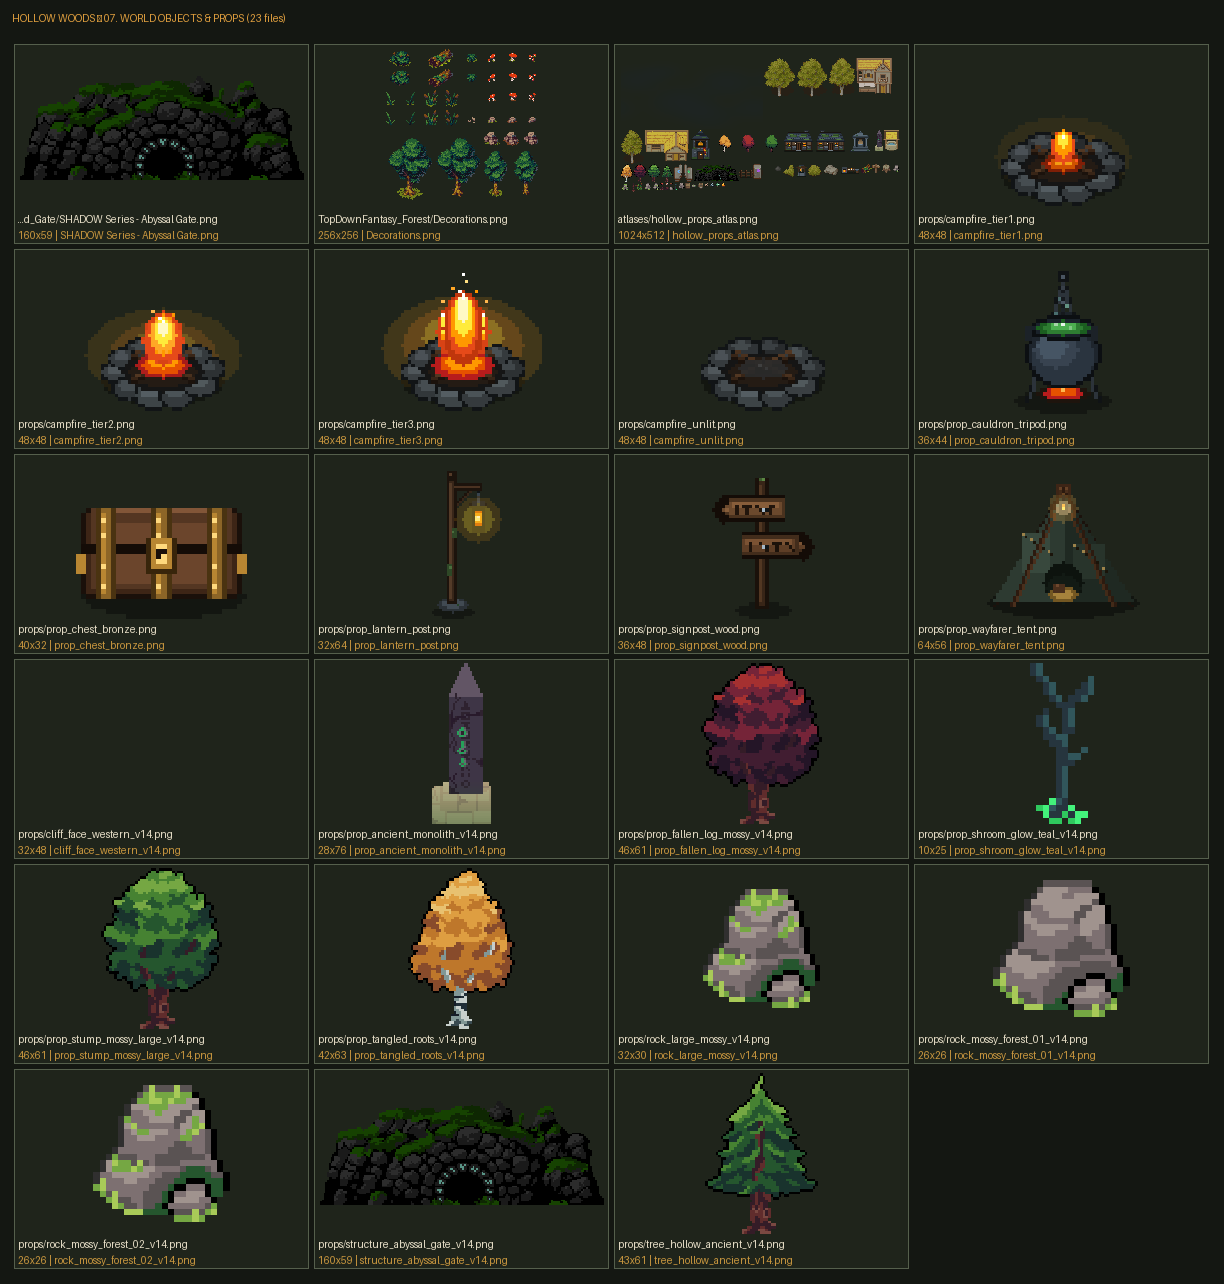 HOLLOW WOODS 07. WORLD OBJECTS & PROPS (23 files)
...d_Gate/SHADOW Series - Abyssal Gate.png
160x59 | SHADOW Series - Abyssal Gate.png
TopDownFantasy_Forest/Decorations.png
256x256 | Decorations.png
atlases/hollow_props_atlas.png
1024x512 | hollow_props_atlas.png
props/campfire_tier1.png
48x48 | campfire_tier1.png
props/campfire_tier2.png
48x48 | campfire_tier2.png
props/campfire_tier3.png
48x48 | campfire_tier3.png
props/campfire_unlit.png
48x48 | campfire_unlit.png
props/prop_cauldron_tripod.png
36x44 | prop_cauldron_tripod.png
props/prop_chest_bronze.png
40x32 | prop_chest_bronze.png
props/prop_lantern_post.png
32x64 | prop_lantern_post.png
props/prop_signpost_wood.png
36x48 | prop_signpost_wood.png
props/prop_wayfarer_tent.png
64x56 | prop_wayfarer_tent.png
props/cliff_face_western_v14.png
32x48 | cliff_face_western_v14.png
props/prop_ancient_monolith_v14.png
28x76 | prop_ancient_monolith_v14.png
props/prop_fallen_log_mossy_v14.png
46x61 | prop_fallen_log_mossy_v14.png
props/prop_shroom_glow_teal_v14.png
10x25 | prop_shroom_glow_teal_v14.png
props/prop_stump_mossy_large_v14.png
46x61 | prop_stump_mossy_large_v14.png
props/prop_tangled_roots_v14.png
42x63 | prop_tangled_roots_v14.png
props/rock_large_mossy_v14.png
32x30 | rock_large_mossy_v14.png
props/rock_mossy_forest_01_v14.png
26x26 | rock_mossy_forest_01_v14.png
props/rock_mossy_forest_02_v14.png
26x26 | rock_mossy_forest_02_v14.png
props/structure_abyssal_gate_v14.png
160x59 | structure_abyssal_gate_v14.png
props/tree_hollow_ancient_v14.png
43x61 | tree_hollow_ancient_v14.png